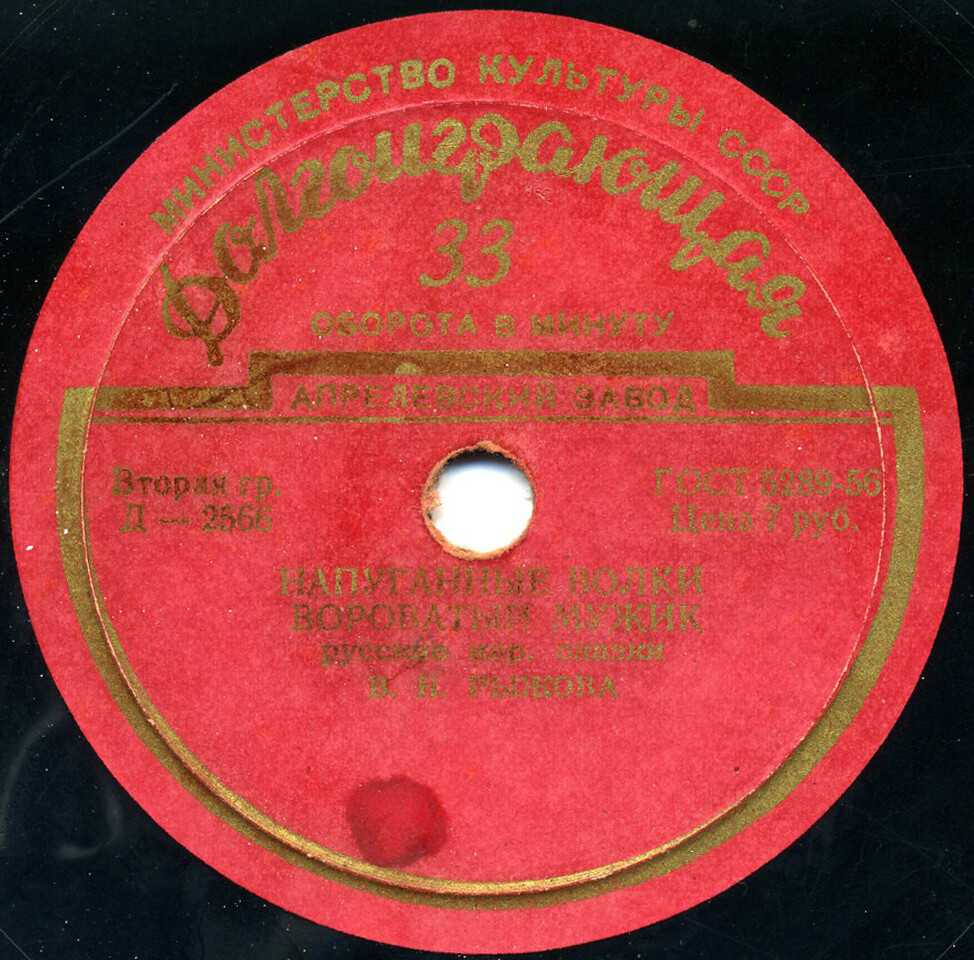 МИНИСТЕРСТВО КУЛЬТУРЫ СССР
Долгоиграющая
33
ОБОРОТА В МИНУТУ
АПРЕЛЕВСКИЙ ЗАВОД
Вторая гр.
Д — 2566
ГОСТ 5289-56
Цена 7 руб.
НАПУГАННЫЕ ВОЛКИ
ВОРОВАТЫЙ МУЖИК
русские нар. сказки
В. Н. РЫЖОВА